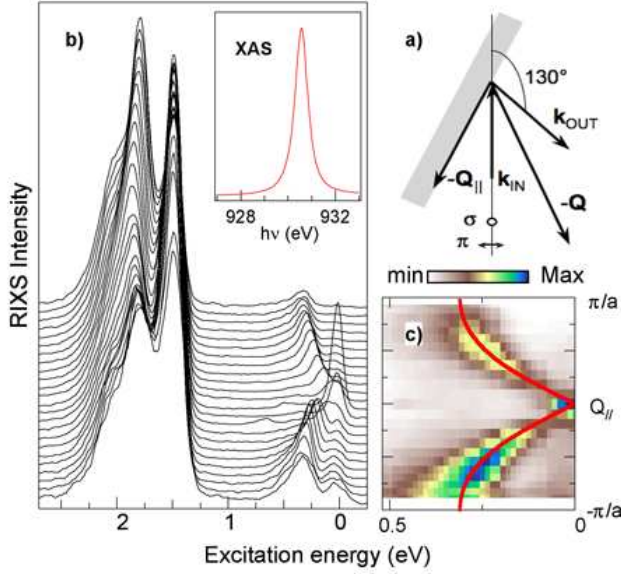 b)
XAS
928
932
hν (eV)
RIXS Intensity
2
1
0
Excitation energy (eV)
a)
130°
k_OUT
-Q_||
k_IN
-Q
σ
π
min
Max
c)
π/a
Q_//
-π/a
0.5
0